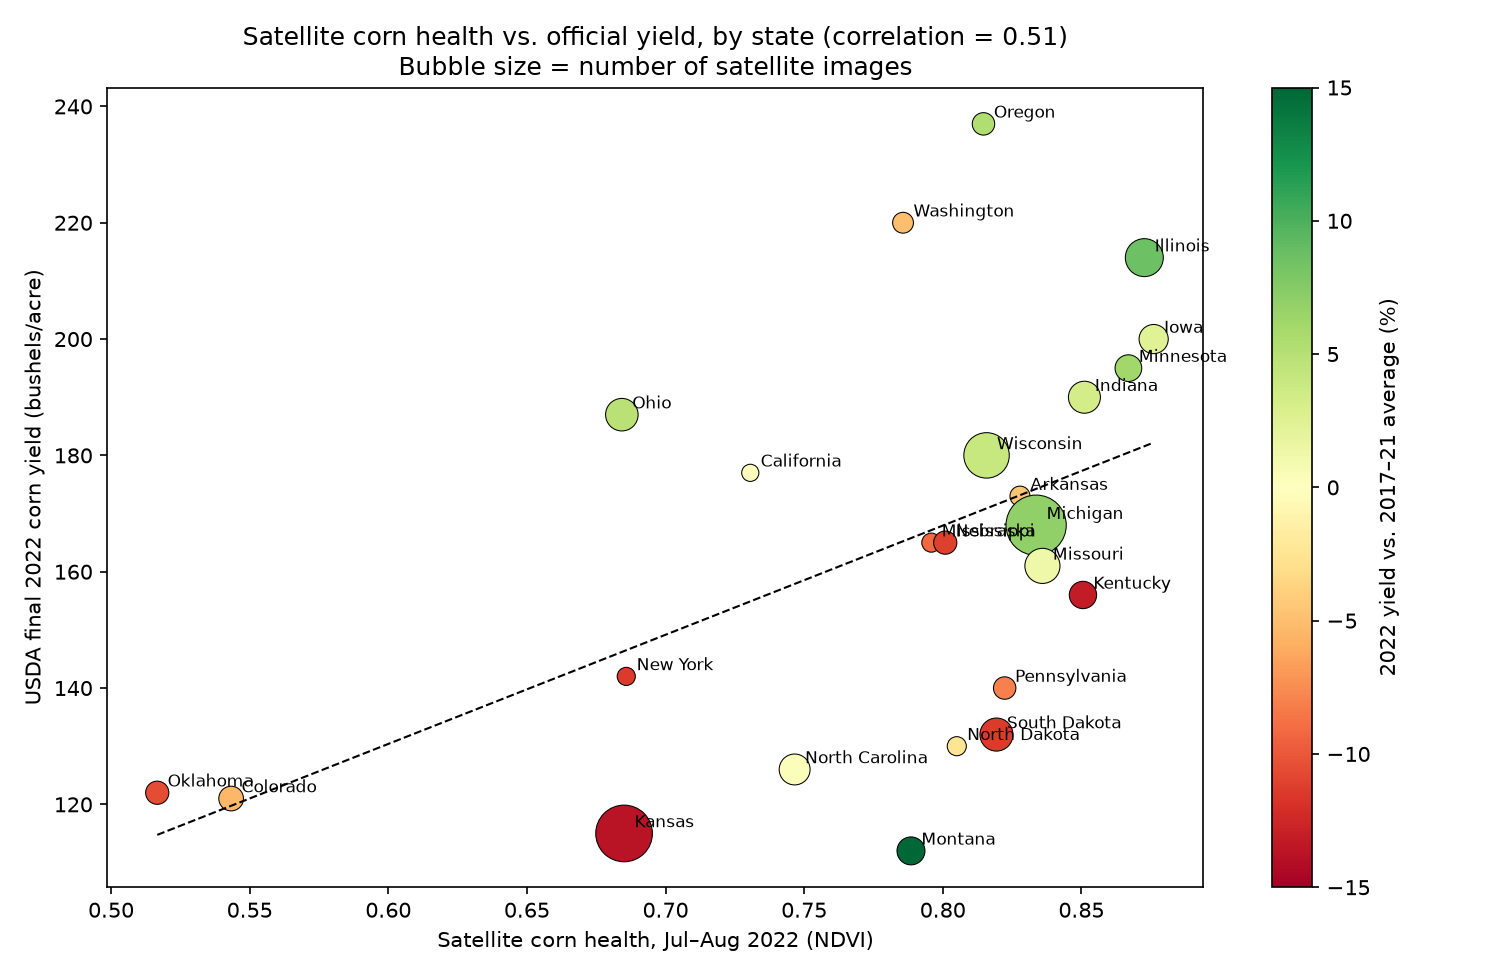 Satellite corn health vs. official yield, by state (correlation = 0.51)
Bubble size = number of satellite images
240
220
200
180
160
140
120
USDA final 2022 corn yield (bushels/acre)
Oregon
Washington
Illinois
Iowa
Minnesota
Indiana
Ohio
Wisconsin
California
Arkansas
Michigan
Mississippi
Nebraska
Missouri
Kentucky
New York
Pennsylvania
South Dakota
North Dakota
North Carolina
Oklahoma
Colorado
Kansas
Montana
0.50 0.55 0.60 0.65 0.70 0.75 0.80 0.85
Satellite corn health, Jul–Aug 2022 (NDVI)
15
10
5
0
−5
−10
−15
2022 yield vs. 2017–21 average (%)